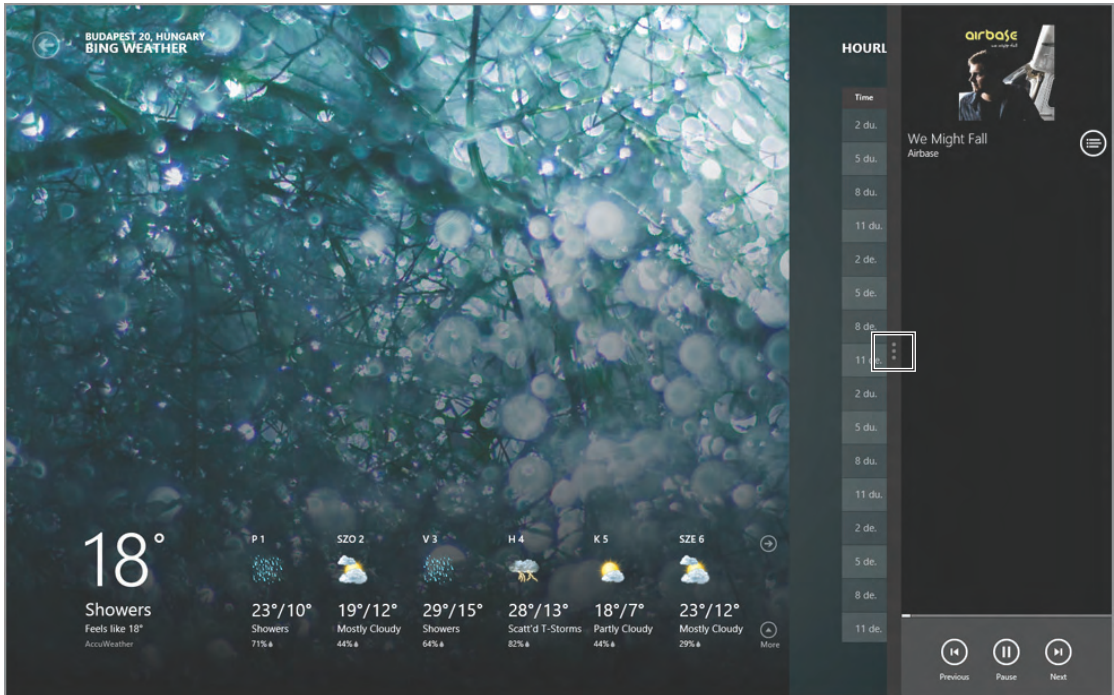 BUDAPEST 20, HUNGARY
BING WEATHER
18°
Showers
Feels like 18°
AccuWeather
P 1
23°/10°
Showers
71%
SZO 2
19°/12°
Mostly Cloudy
44%
V 3
29°/15°
Showers
64%
H 4
28°/13°
Scatt'd T-Storms
82%
K 5
18°/7°
Partly Cloudy
44%
SZE 6
23°/12°
Mostly Cloudy
29%
More
HOURL
Time
2 du.
5 du.
8 du.
11 du.
2 de.
5 de.
8 de.
11 de.
2 du.
5 du.
8 du.
11 du.
2 de.
5 de.
8 de.
11 de.
airbase
we might fall
We Might Fall
Airbase
Previous
Pause
Next